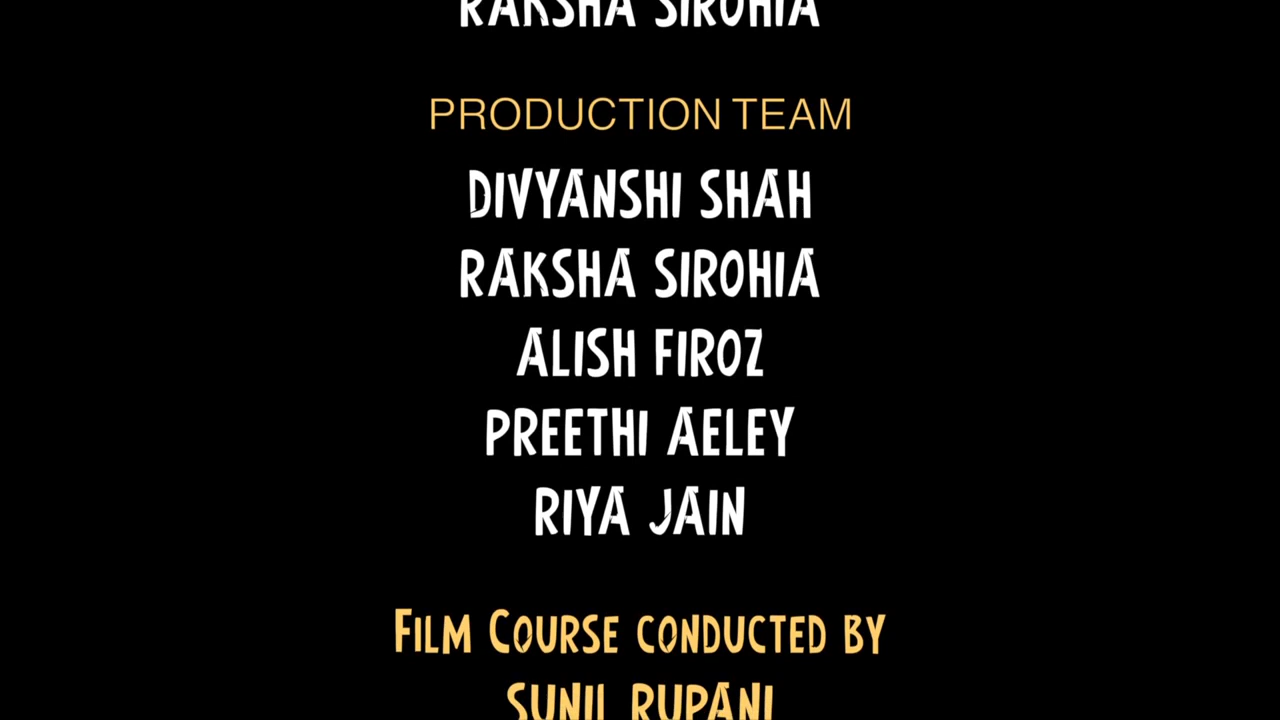 RAKSHA SIROHIA
PRODUCTION TEAM
DIVYANSHI SHAH
RAKSHA SIROHIA
ALISH FIROZ
PREETHI AELEY
RIYA JAIN
FILM COURSE CONDUCTED BY
SUNIL RUPANI